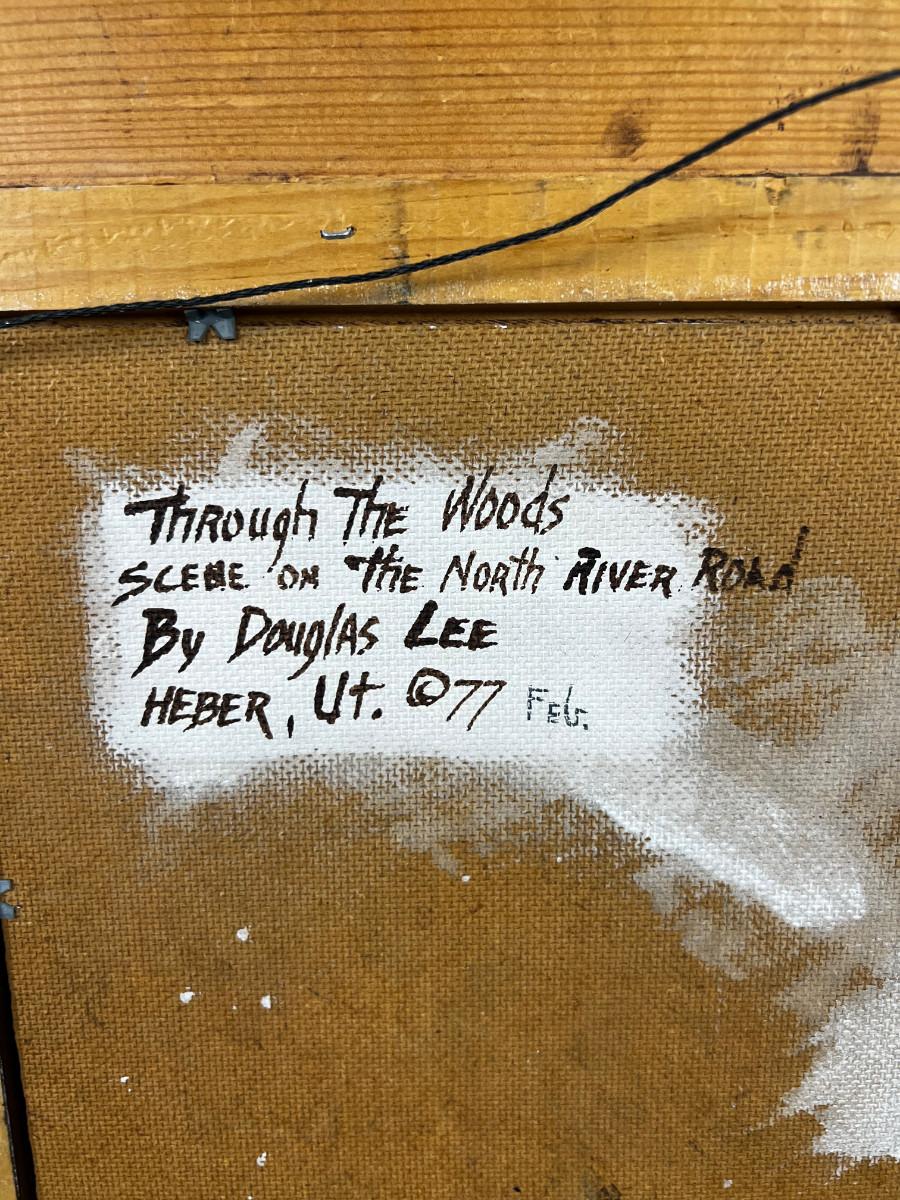 Through The Woods
SCENE ON The North RIVER ROAD
By Douglas LEE
HEBER, Ut. ©77 Feb.